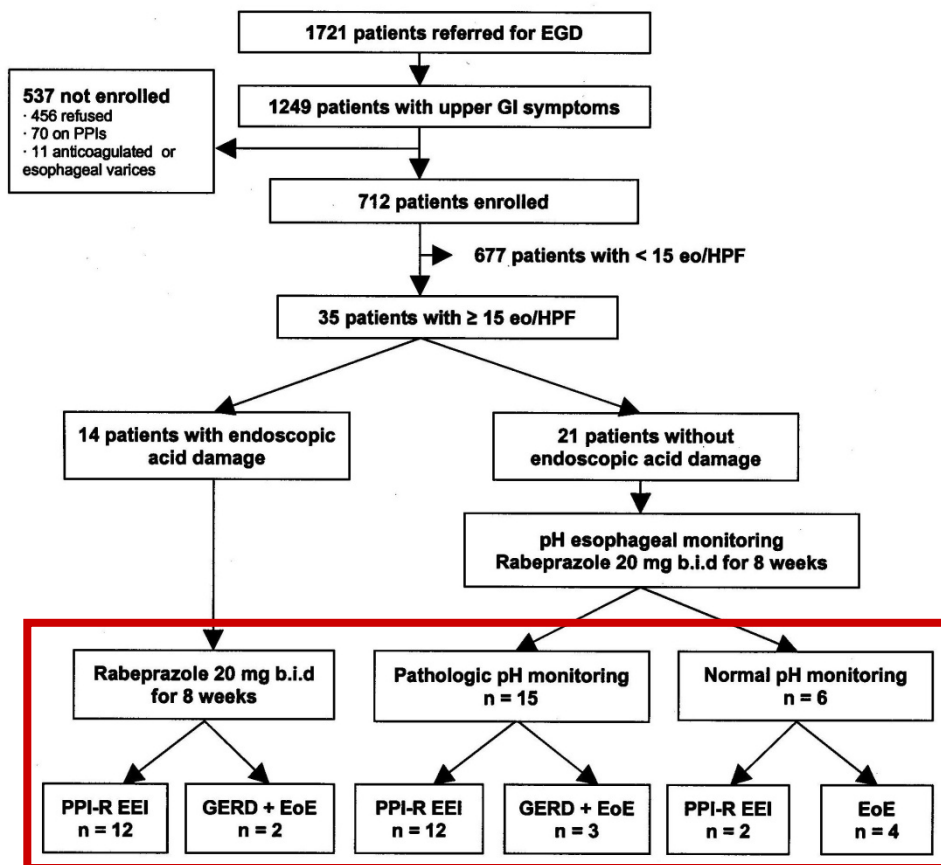 1721 patients referred for EGD
537 not enrolled
· 456 refused
· 70 on PPIs
· 11 anticoagulated or
esophageal varices
1249 patients with upper GI symptoms
712 patients enrolled
677 patients with < 15 eo/HPF
35 patients with ≥ 15 eo/HPF
14 patients with endoscopic
acid damage
21 patients without
endoscopic acid damage
pH esophageal monitoring
Rabeprazole 20 mg b.i.d for 8 weeks
Rabeprazole 20 mg b.i.d
for 8 weeks
Pathologic pH monitoring
n = 15
Normal pH monitoring
n = 6
PPI-R EEI
n = 12
GERD + EoE
n = 2
PPI-R EEI
n = 12
GERD + EoE
n = 3
PPI-R EEI
n = 2
EoE
n = 4